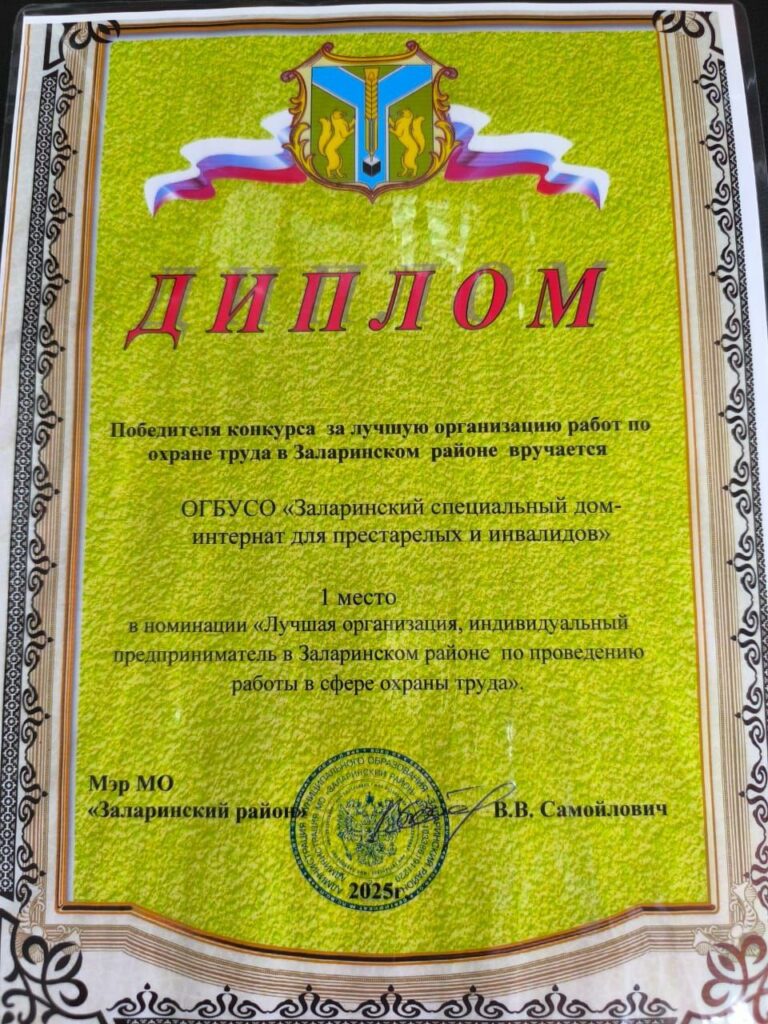 ДИПЛОМ
Победителя конкурса за лучшую организацию работ по
охране труда в Заларинском районе вручается
ОГБУСО «Заларинский специальный дом-
интернат для престарелых и инвалидов»
1 место
в номинации «Лучшая организация, индивидуальный
предприниматель в Заларинском районе по проведению
работы в сфере охраны труда».
Мэр МО
«Заларинский район»
В.В. Самойлович
2025г